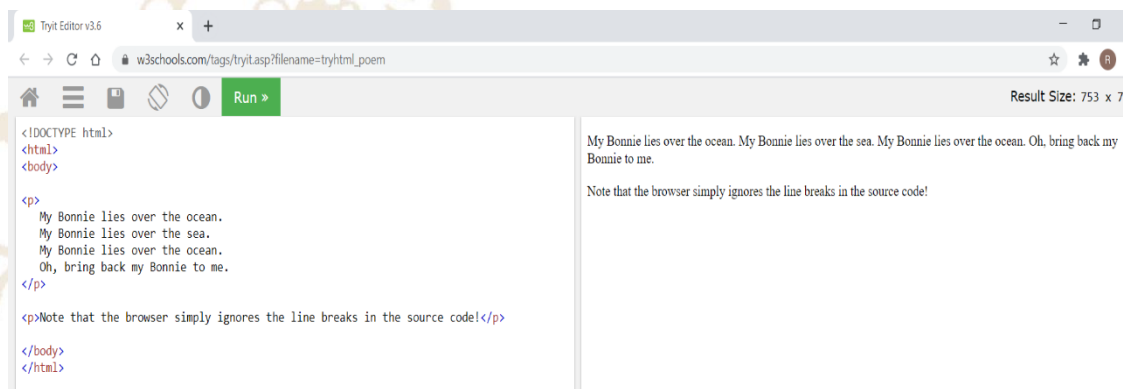 Tryit Editor v3.6
w3schools.com/tags/tryit.asp?filename=tryhtml_poem
R
Run »
Result Size: 753 x 7
<!DOCTYPE html>
<html>
<body>
<p>
My Bonnie lies over the ocean.
My Bonnie lies over the sea.
My Bonnie lies over the ocean.
Oh, bring back my Bonnie to me.
</p>
<p>Note that the browser simply ignores the line breaks in the source code!</p>
</body>
</html>
My Bonnie lies over the ocean. My Bonnie lies over the sea. My Bonnie lies over the ocean. Oh, bring back my
Bonnie to me.
Note that the browser simply ignores the line breaks in the source code!